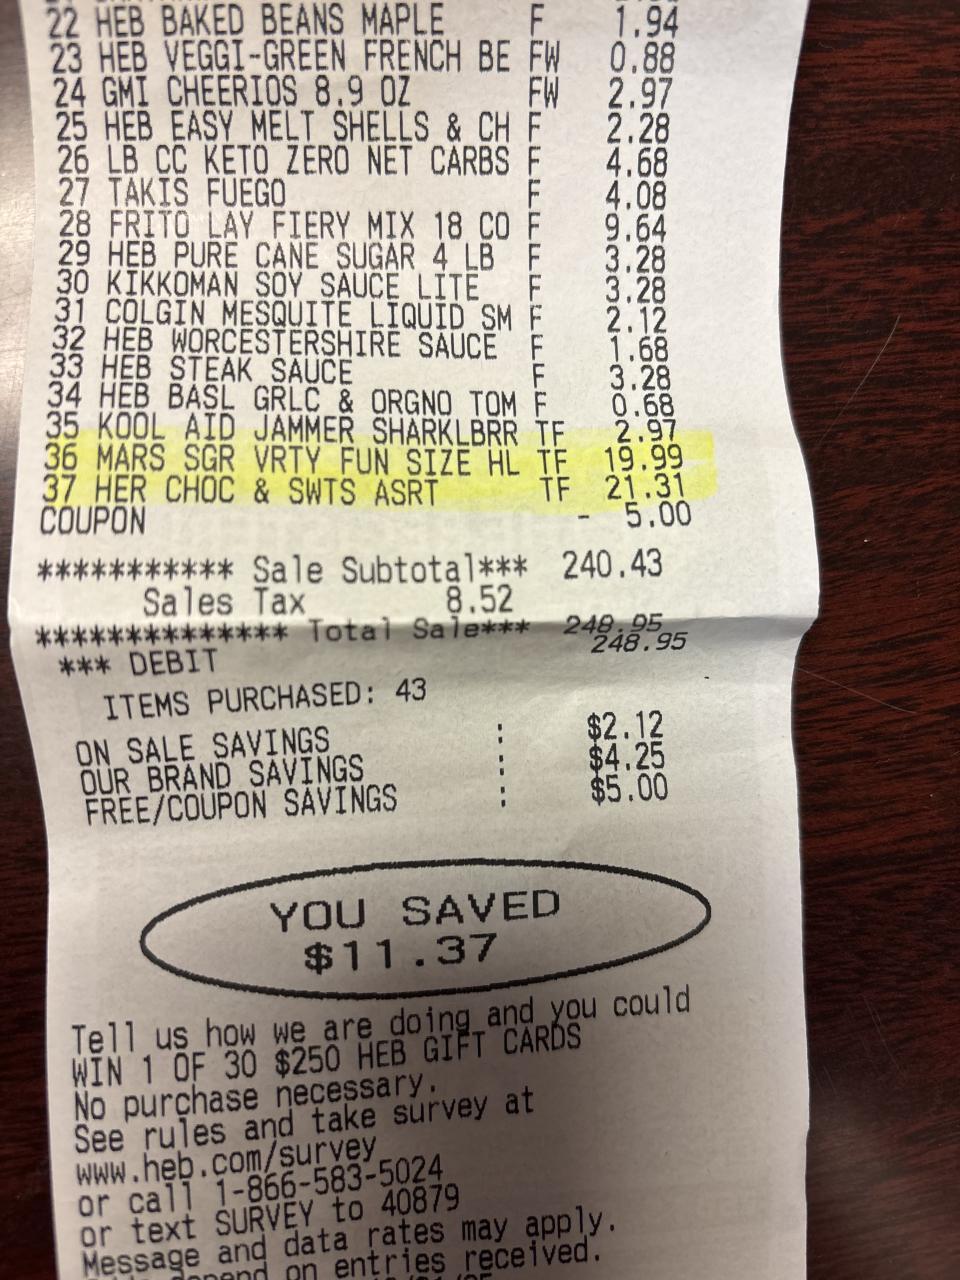 22 HEB BAKED BEANS MAPLE F 1.94
23 HEB VEGGI-GREEN FRENCH BE FW 0.88
24 GMI CHEERIOS 8.9 OZ FW 2.97
25 HEB EASY MELT SHELLS & CH F 2.28
26 LB CC KETO ZERO NET CARBS F 4.68
27 TAKIS FUEGO F 4.08
28 FRITO LAY FIERY MIX 18 CO F 9.64
29 HEB PURE CANE SUGAR 4 LB F 3.28
30 KIKKOMAN SOY SAUCE LITE F 3.28
31 COLGIN MESQUITE LIQUID SM F 2.12
32 HEB WORCESTERSHIRE SAUCE F 1.68
33 HEB STEAK SAUCE F 3.28
34 HEB BASL GRLC & ORGNO TOM F 0.68
35 KOOL AID JAMMER SHARKLBRR TF 2.97
36 MARS SGR VRTY FUN SIZE HL TF 19.99
37 HER CHOC & SWTS ASRT TF 21.31
COUPON - 5.00
*********** Sale Subtotal*** 240.43
Sales Tax 8.52
************** Total Sale*** 248.95
*** DEBIT 248.95
ITEMS PURCHASED: 43
ON SALE SAVINGS : $2.12
OUR BRAND SAVINGS : $4.25
FREE/COUPON SAVINGS : $5.00
YOU SAVED
$11.37
Tell us how we are doing and you could
WIN 1 OF 30 $250 HEB GIFT CARDS
No purchase necessary.
See rules and take survey at
www.heb.com/survey
or call 1-866-583-5024
or text SURVEY to 40879
Message and data rates may apply.
depend on entries received.